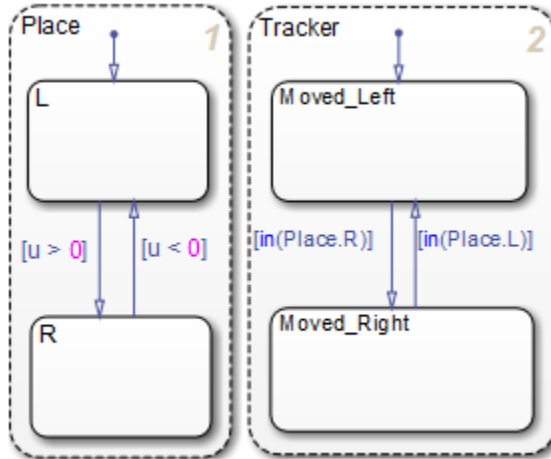 Place
1
L
[u > 0]
[u < 0]
R
Tracker
2
Moved_Left
[in(Place.R)]
[in(Place.L)]
Moved_Right